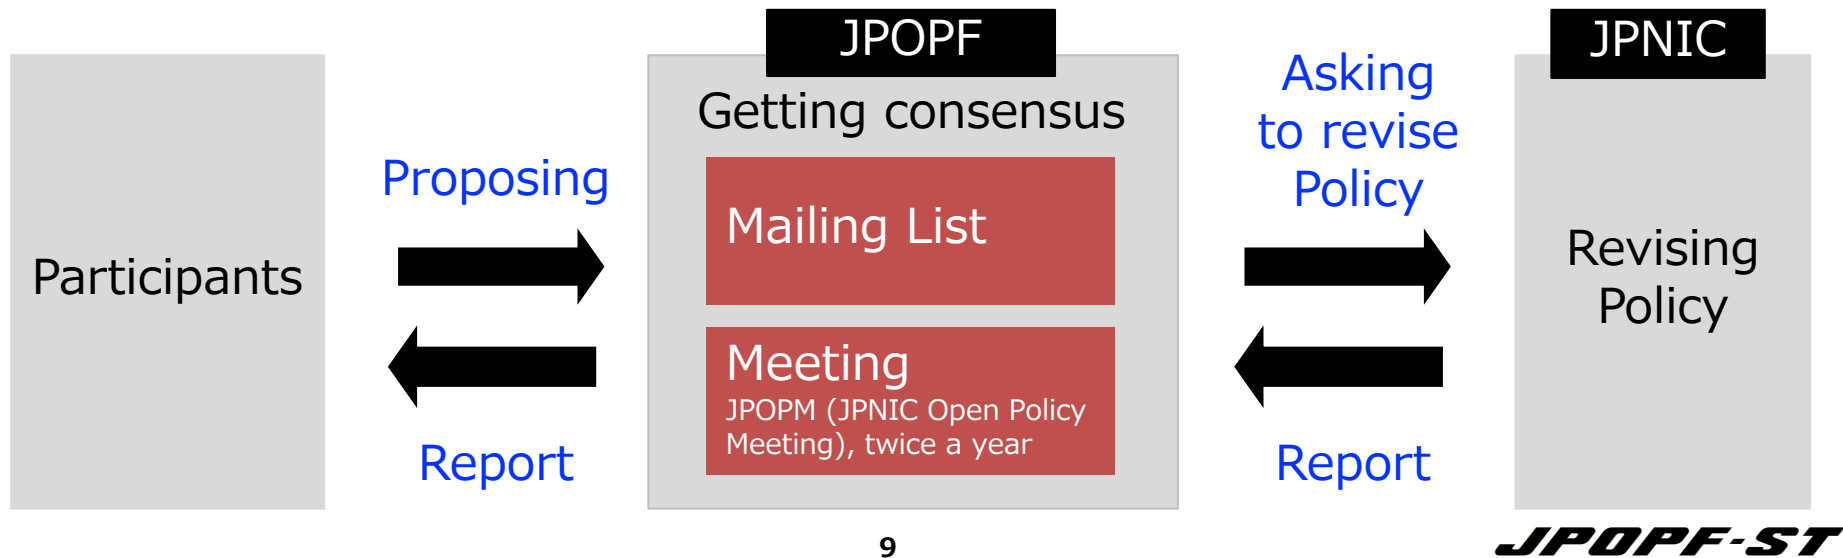 Participants
Proposing
Report
JPOPF
Getting consensus
Mailing List
Meeting
JPOPM (JPNIC Open Policy
Meeting), twice a year
Asking
to revise
Policy
Report
JPNIC
Revising
Policy
9
JPOPF-ST